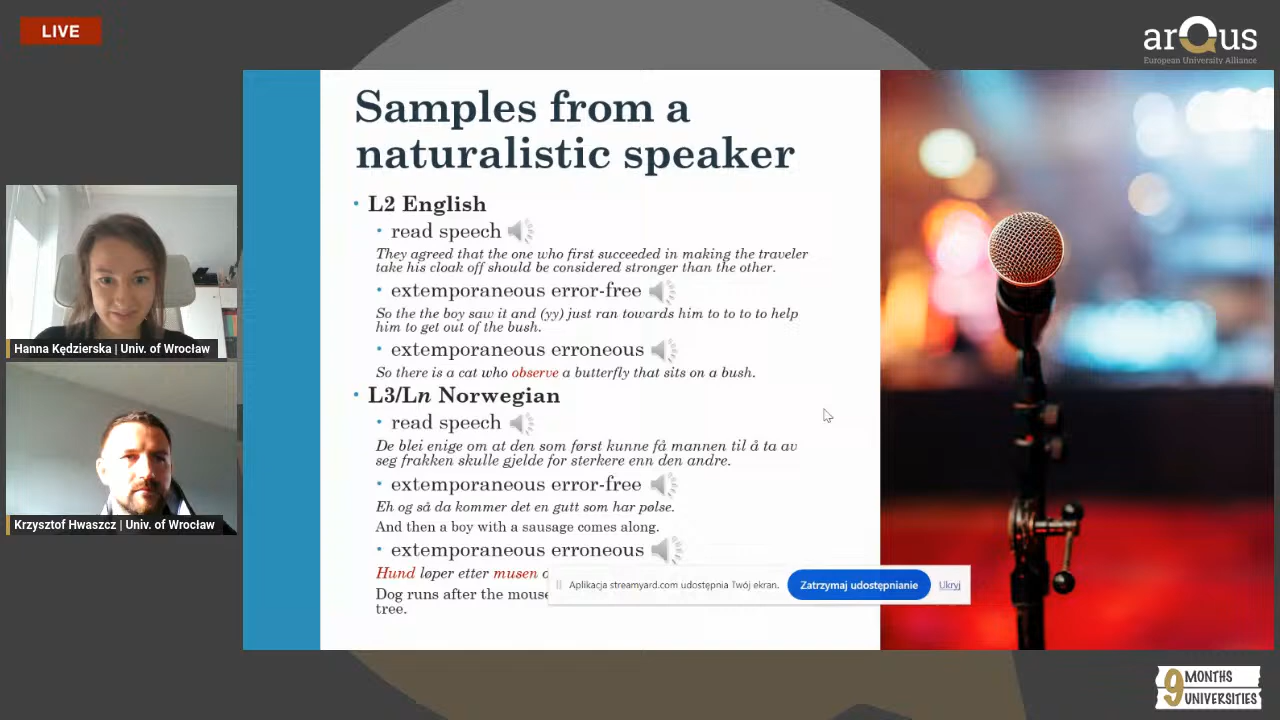 LIVE
arQus
European University Alliance
Samples from a
naturalistic speaker
• L2 English
• read speech
They agreed that the one who first succeeded in making the traveler
take his cloak off should be considered stronger than the other.
• extemporaneous error-free
So the the boy saw it and (yy) just ran towards him to to to to help
him to get out of the bush.
• extemporaneous erroneous
So there is a cat who observe a butterfly that sits on a bush.
• L3/Ln Norwegian
• read speech
De blei enige om at den som først kunne få mannen til å ta av
seg frakken skulle gjelde for sterkere enn den andre.
• extemporaneous error-free
Eh og så da kommer det en gutt som har pølse.
And then a boy with a sausage comes along.
• extemporaneous erroneous
Hund løper etter musen
Dog runs after the mouse
tree.
Aplikacja streamyard.com udostępnia Twój ekran.
Zatrzymaj udostępnianie
Ukryj
Hanna Kędzierska | Univ. of Wrocław
Krzysztof Hwaszcz | Univ. of Wrocław
9 MONTHS
UNIVERSITIES